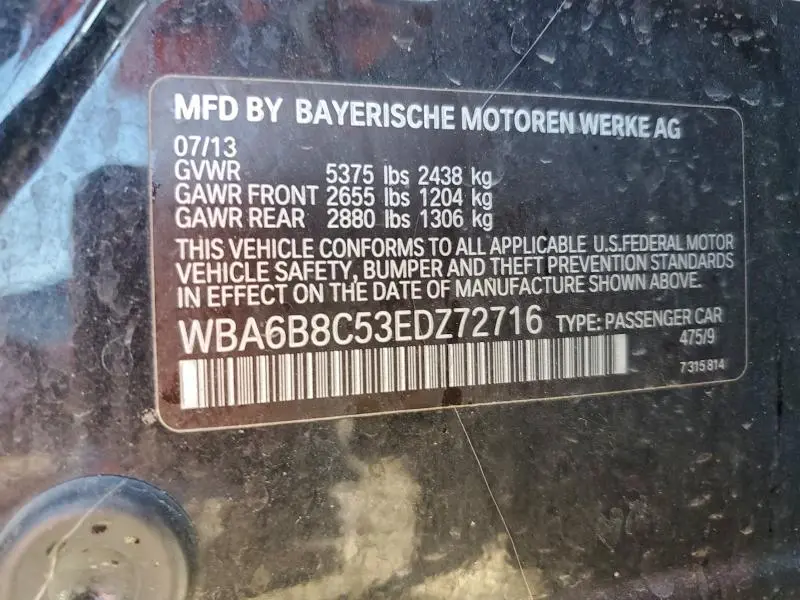 MFD BY BAYERISCHE MOTOREN WERKE AG
07/13
GVWR 5375 lbs 2438 kg
GAWR FRONT 2655 lbs 1204 kg
GAWR REAR 2880 lbs 1306 kg
THIS VEHICLE CONFORMS TO ALL APPLICABLE U.S.FEDERAL MOTOR
VEHICLE SAFETY, BUMPER AND THEFT PREVENTION STANDARDS
IN EFFECT ON THE DATE OF MANUFACTURE SHOWN ABOVE.
WBA6B8C53EDZ72716 TYPE: PASSENGER CAR
475/9
7315814